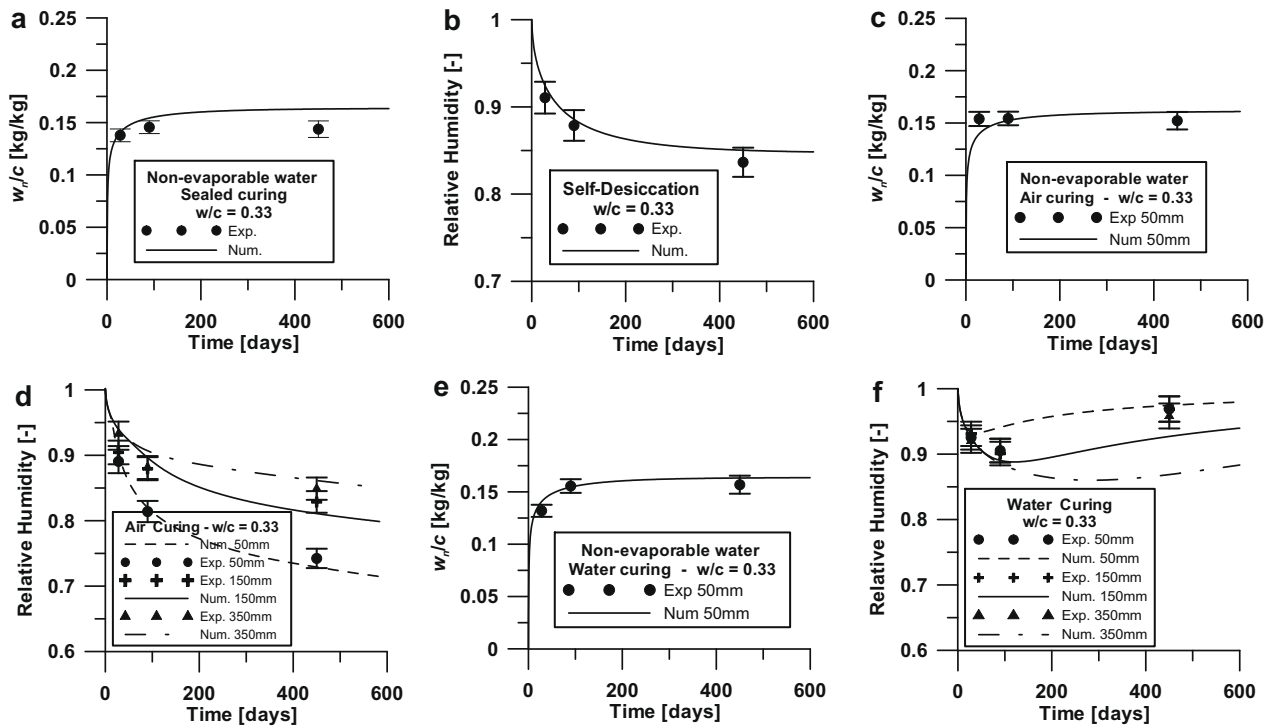 a
0.25
0.2
0.15
0.1
0.05
0
wn/c [kg/kg]
Non-evaporable water
Sealed curing
w/c = 0.33
Exp.
Num.
0 200 400 600
Time [days]
b
1
0.9
0.8
0.7
Relative Humidity [-]
Self-Desiccation
w/c = 0.33
Exp.
Num.
0 200 400 600
Time [days]
c
0.25
0.2
0.15
0.1
0.05
0
wn/c [kg/kg]
Non-evaporable water
Air curing - w/c = 0.33
Exp 50mm
Num 50mm
0 200 400 600
Time [days]
d
1
0.9
0.8
0.7
0.6
Relative Humidity [-]
Air Curing - w/c = 0.33
Num. 50mm
Exp. 50mm
Exp. 150mm
Num. 150mm
Exp. 350mm
Num. 350mm
0 200 400 600
Time [days]
e
0.25
0.2
0.15
0.1
0.05
0
wn/c [kg/kg]
Non-evaporable water
Water curing - w/c = 0.33
Exp 50mm
Num 50mm
0 200 400 600
Time [days]
f
1
0.9
0.8
0.7
0.6
Relative Humidity [-]
Water Curing
w/c = 0.33
Exp. 50mm
Num. 50mm
Exp. 150mm
Num. 150mm
Exp. 350mm
Num. 350mm
0 200 400 600
Time [days]